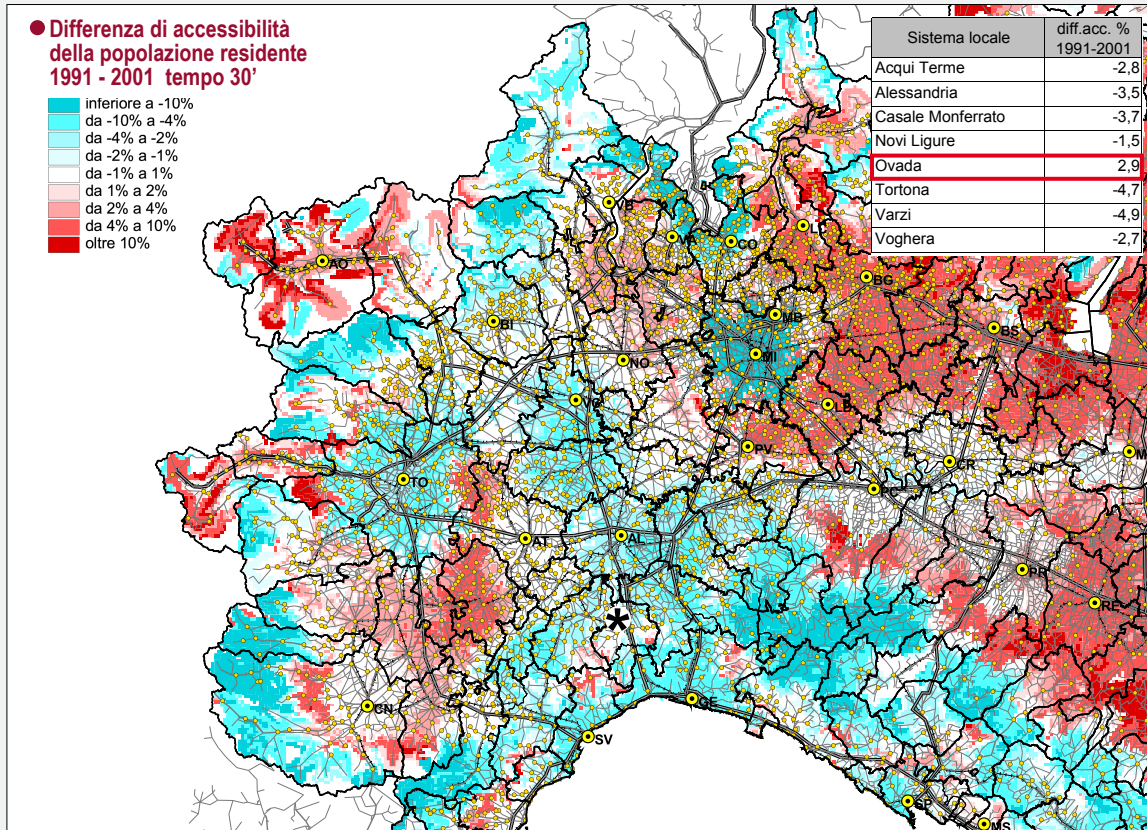 Differenza di accessibilità
della popolazione residente
1991 - 2001 tempo 30'
inferiore a -10%
da -10% a -4%
da -4% a -2%
da -2% a -1%
da -1% a 1%
da 1% a 2%
da 2% a 4%
da 4% a 10%
oltre 10%
Sistema locale diff.acc. %
1991-2001
Acqui Terme -2,8
Alessandria -3,5
Casale Monferrato -3,7
Novi Ligure -1,5
Ovada 2,9
Tortona -4,7
Varzi -4,9
Voghera -2,7
VB
VA
CO
AO
BG
BI
MB
BS
MI
NO
LO
PV
CR
TO
PC
AT
AL
PR
RE
*
GE
CN
SV
SP
MS